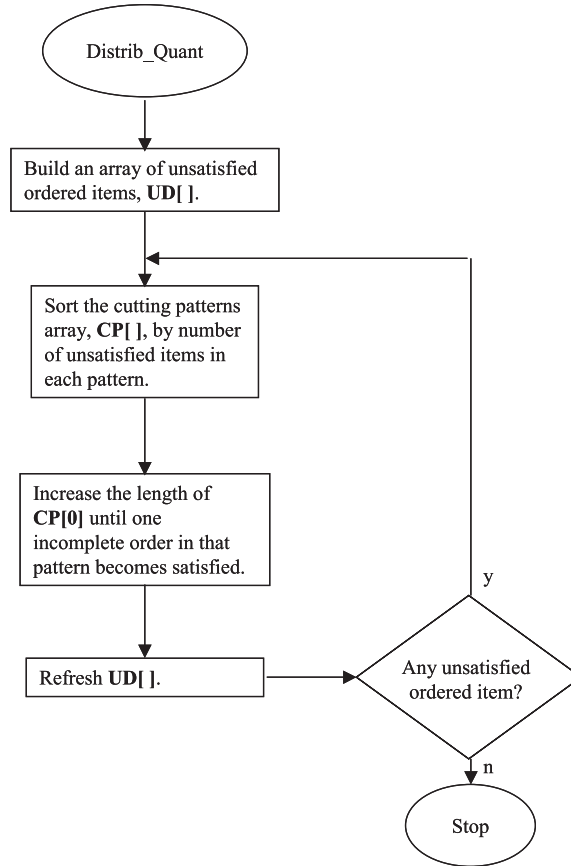 Distrib_Quant
Build an array of unsatisfied
ordered items, UD[ ].
Sort the cutting patterns
array, CP[ ], by number
of unsatisfied items in
each pattern.
Increase the length of
CP[0] until one
incomplete order in that
pattern becomes satisfied.
y
Refresh UD[ ].
Any unsatisfied
ordered item?
n
Stop